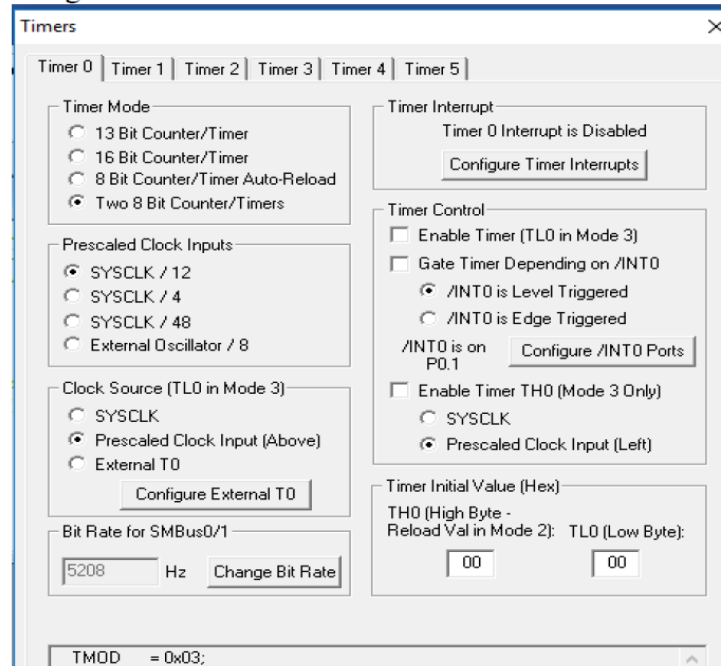 Timers
Timer 0 Timer 1 Timer 2 Timer 3 Timer 4 Timer 5
Timer Mode
13 Bit Counter/Timer
16 Bit Counter/Timer
8 Bit Counter/Timer Auto-Reload
Two 8 Bit Counter/Timers
Prescaled Clock Inputs
SYSCLK / 12
SYSCLK / 4
SYSCLK / 48
External Oscillator / 8
Clock Source (TL0 in Mode 3)
SYSCLK
Prescaled Clock Input (Above)
External T0
Configure External T0
Bit Rate for SMBus0/1
5208 Hz Change Bit Rate
Timer Interrupt
Timer 0 Interrupt is Disabled
Configure Timer Interrupts
Timer Control
Enable Timer (TL0 in Mode 3)
Gate Timer Depending on /INT0
/INT0 is Level Triggered
/INT0 is Edge Triggered
/INT0 is on
P0.1
Configure /INT0 Ports
Enable Timer TH0 (Mode 3 Only)
SYSCLK
Prescaled Clock Input (Left)
Timer Initial Value (Hex)
TH0 (High Byte -
Reload Val in Mode 2): TL0 (Low Byte):
00 00
TMOD = 0x03;